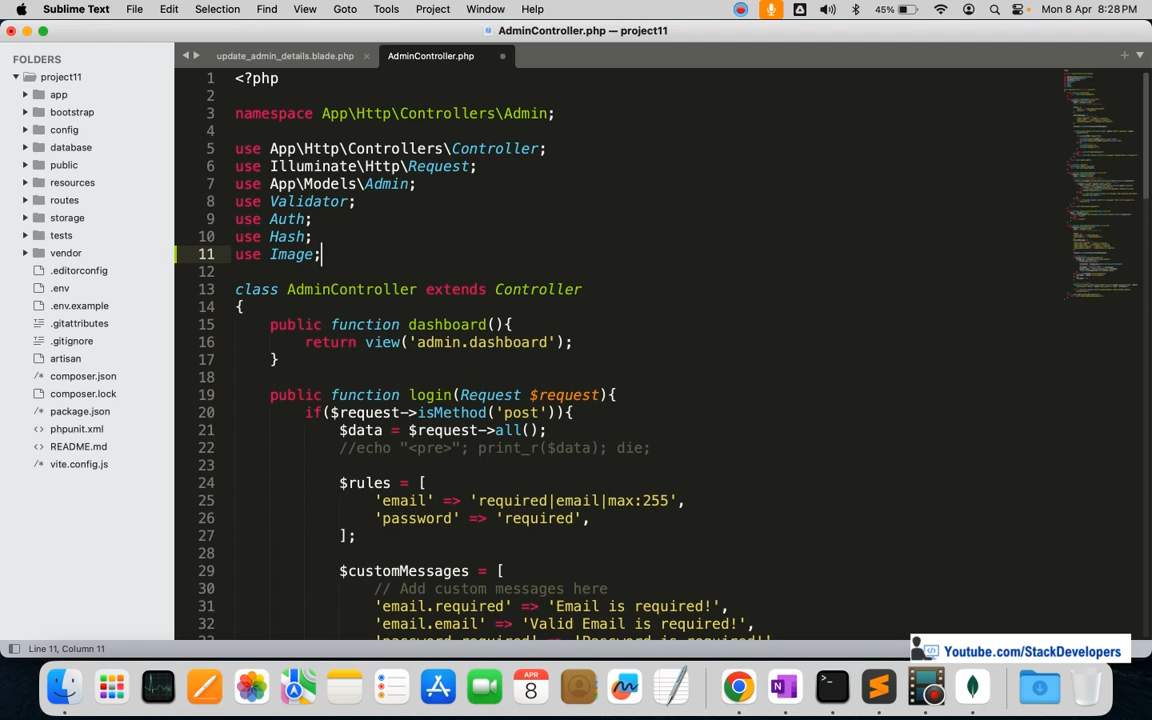 Sublime Text File Edit Selection Find View Goto Tools Project Window Help 45% Mon 8 Apr 8:28 PM
AdminController.php — project11
FOLDERS
project11
app
bootstrap
config
database
public
resources
routes
storage
tests
vendor
.editorconfig
.env
.env.example
.gitattributes
.gitignore
artisan
composer.json
composer.lock
package.json
phpunit.xml
README.md
vite.config.js
update_admin_details.blade.php AdminController.php
1 <?php
2
3 namespace App\Http\Controllers\Admin;
4
5 use App\Http\Controllers\Controller;
6 use Illuminate\Http\Request;
7 use App\Models\Admin;
8 use Validator;
9 use Auth;
10 use Hash;
11 use Image;
12
13 class AdminController extends Controller
14 {
15 public function dashboard(){
16 return view('admin.dashboard');
17 }
18
19 public function login(Request $request){
20 if($request->isMethod('post')){
21 $data = $request->all();
22 //echo "<pre>"; print_r($data); die;
23
24 $rules = [
25 'email' => 'required|email|max:255',
26 'password' => 'required',
27 ];
28
29 $customMessages = [
30 // Add custom messages here
31 'email.required' => 'Email is required!',
32 'email.email' => 'Valid Email is required!',
Line 11, Column 11
Youtube.com/StackDevelopers
APR
8